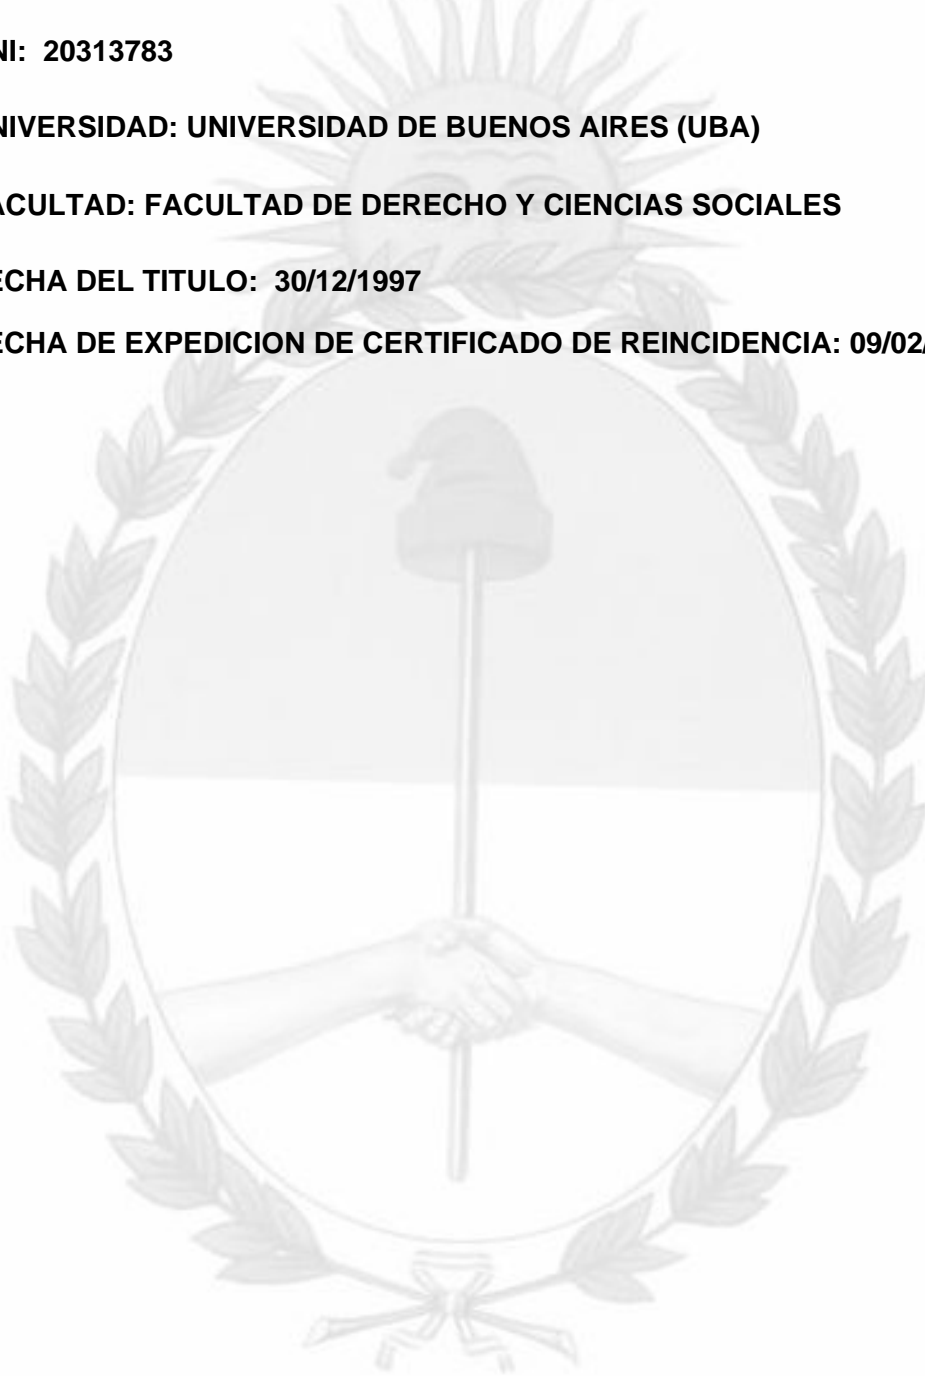 NI: 20313783
NIVERSIDAD: UNIVERSIDAD DE BUENOS AIRES (UBA)
ACULTAD: FACULTAD DE DERECHO Y CIENCIAS SOCIALES
ECHA DEL TITULO: 30/12/1997
ECHA DE EXPEDICION DE CERTIFICADO DE REINCIDENCIA: 09/02/